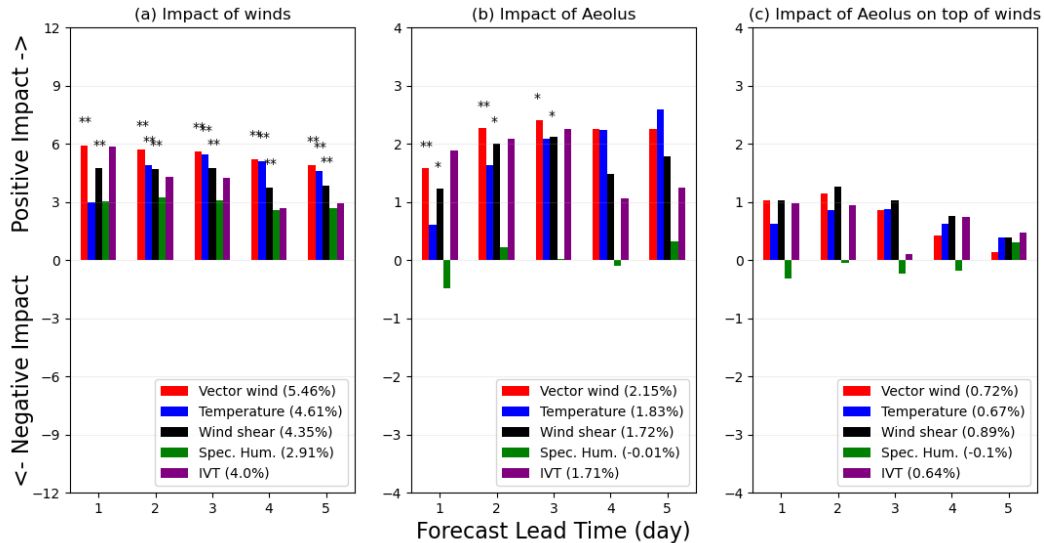 (a) Impact of winds
(b) Impact of Aeolus
(c) Impact of Aeolus on top of winds
<- Negative Impact    Positive Impact ->
12
9
6
3
0
−3
−6
−9
−12
** ** ** ** ** ** ** ** ** ** ** ** ** **
Vector wind (5.46%)
Temperature (4.61%)
Wind shear (4.35%)
Spec. Hum. (2.91%)
IVT (4.0%)
1 2 3 4 5
4
3
2
1
0
−1
−2
−3
−4
** * ** * * *
Vector wind (2.15%)
Temperature (1.83%)
Wind shear (1.72%)
Spec. Hum. (-0.01%)
IVT (1.71%)
1 2 3 4 5
4
3
2
1
0
−1
−2
−3
−4
Vector wind (0.72%)
Temperature (0.67%)
Wind shear (0.89%)
Spec. Hum. (-0.1%)
IVT (0.64%)
1 2 3 4 5
Forecast Lead Time (day)